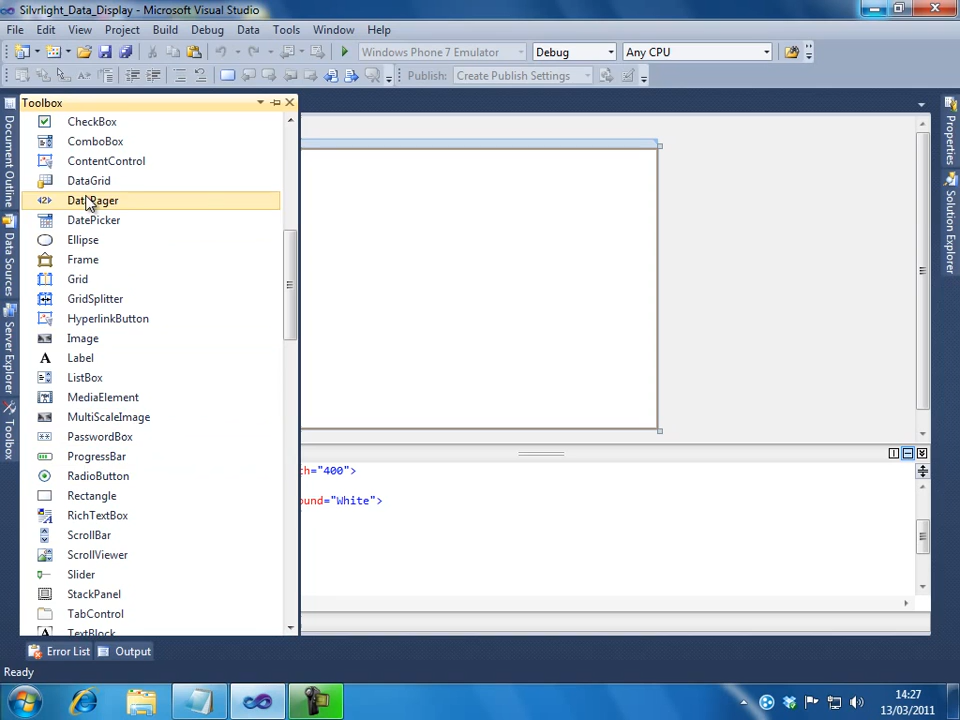 Silvrlight_Data_Display - Microsoft Visual Studio
File Edit View Project Build Debug Data Tools Window Help
Windows Phone 7 Emulator Debug Any CPU
Publish: Create Publish Settings
Toolbox
CheckBox
ComboBox
ContentControl
DataGrid
DataPager
DatePicker
Ellipse
Frame
Grid
GridSplitter
HyperlinkButton
Image
Label
ListBox
MediaElement
MultiScaleImage
PasswordBox
ProgressBar
RadioButton
Rectangle
RichTextBox
ScrollBar
ScrollViewer
Slider
StackPanel
TabControl
TextBlock
Document Outline
Data Sources
Server Explorer
Toolbox
th="400">
ound="White">
Properties
Solution Explorer
Error List Output
Ready
14:27
13/03/2011